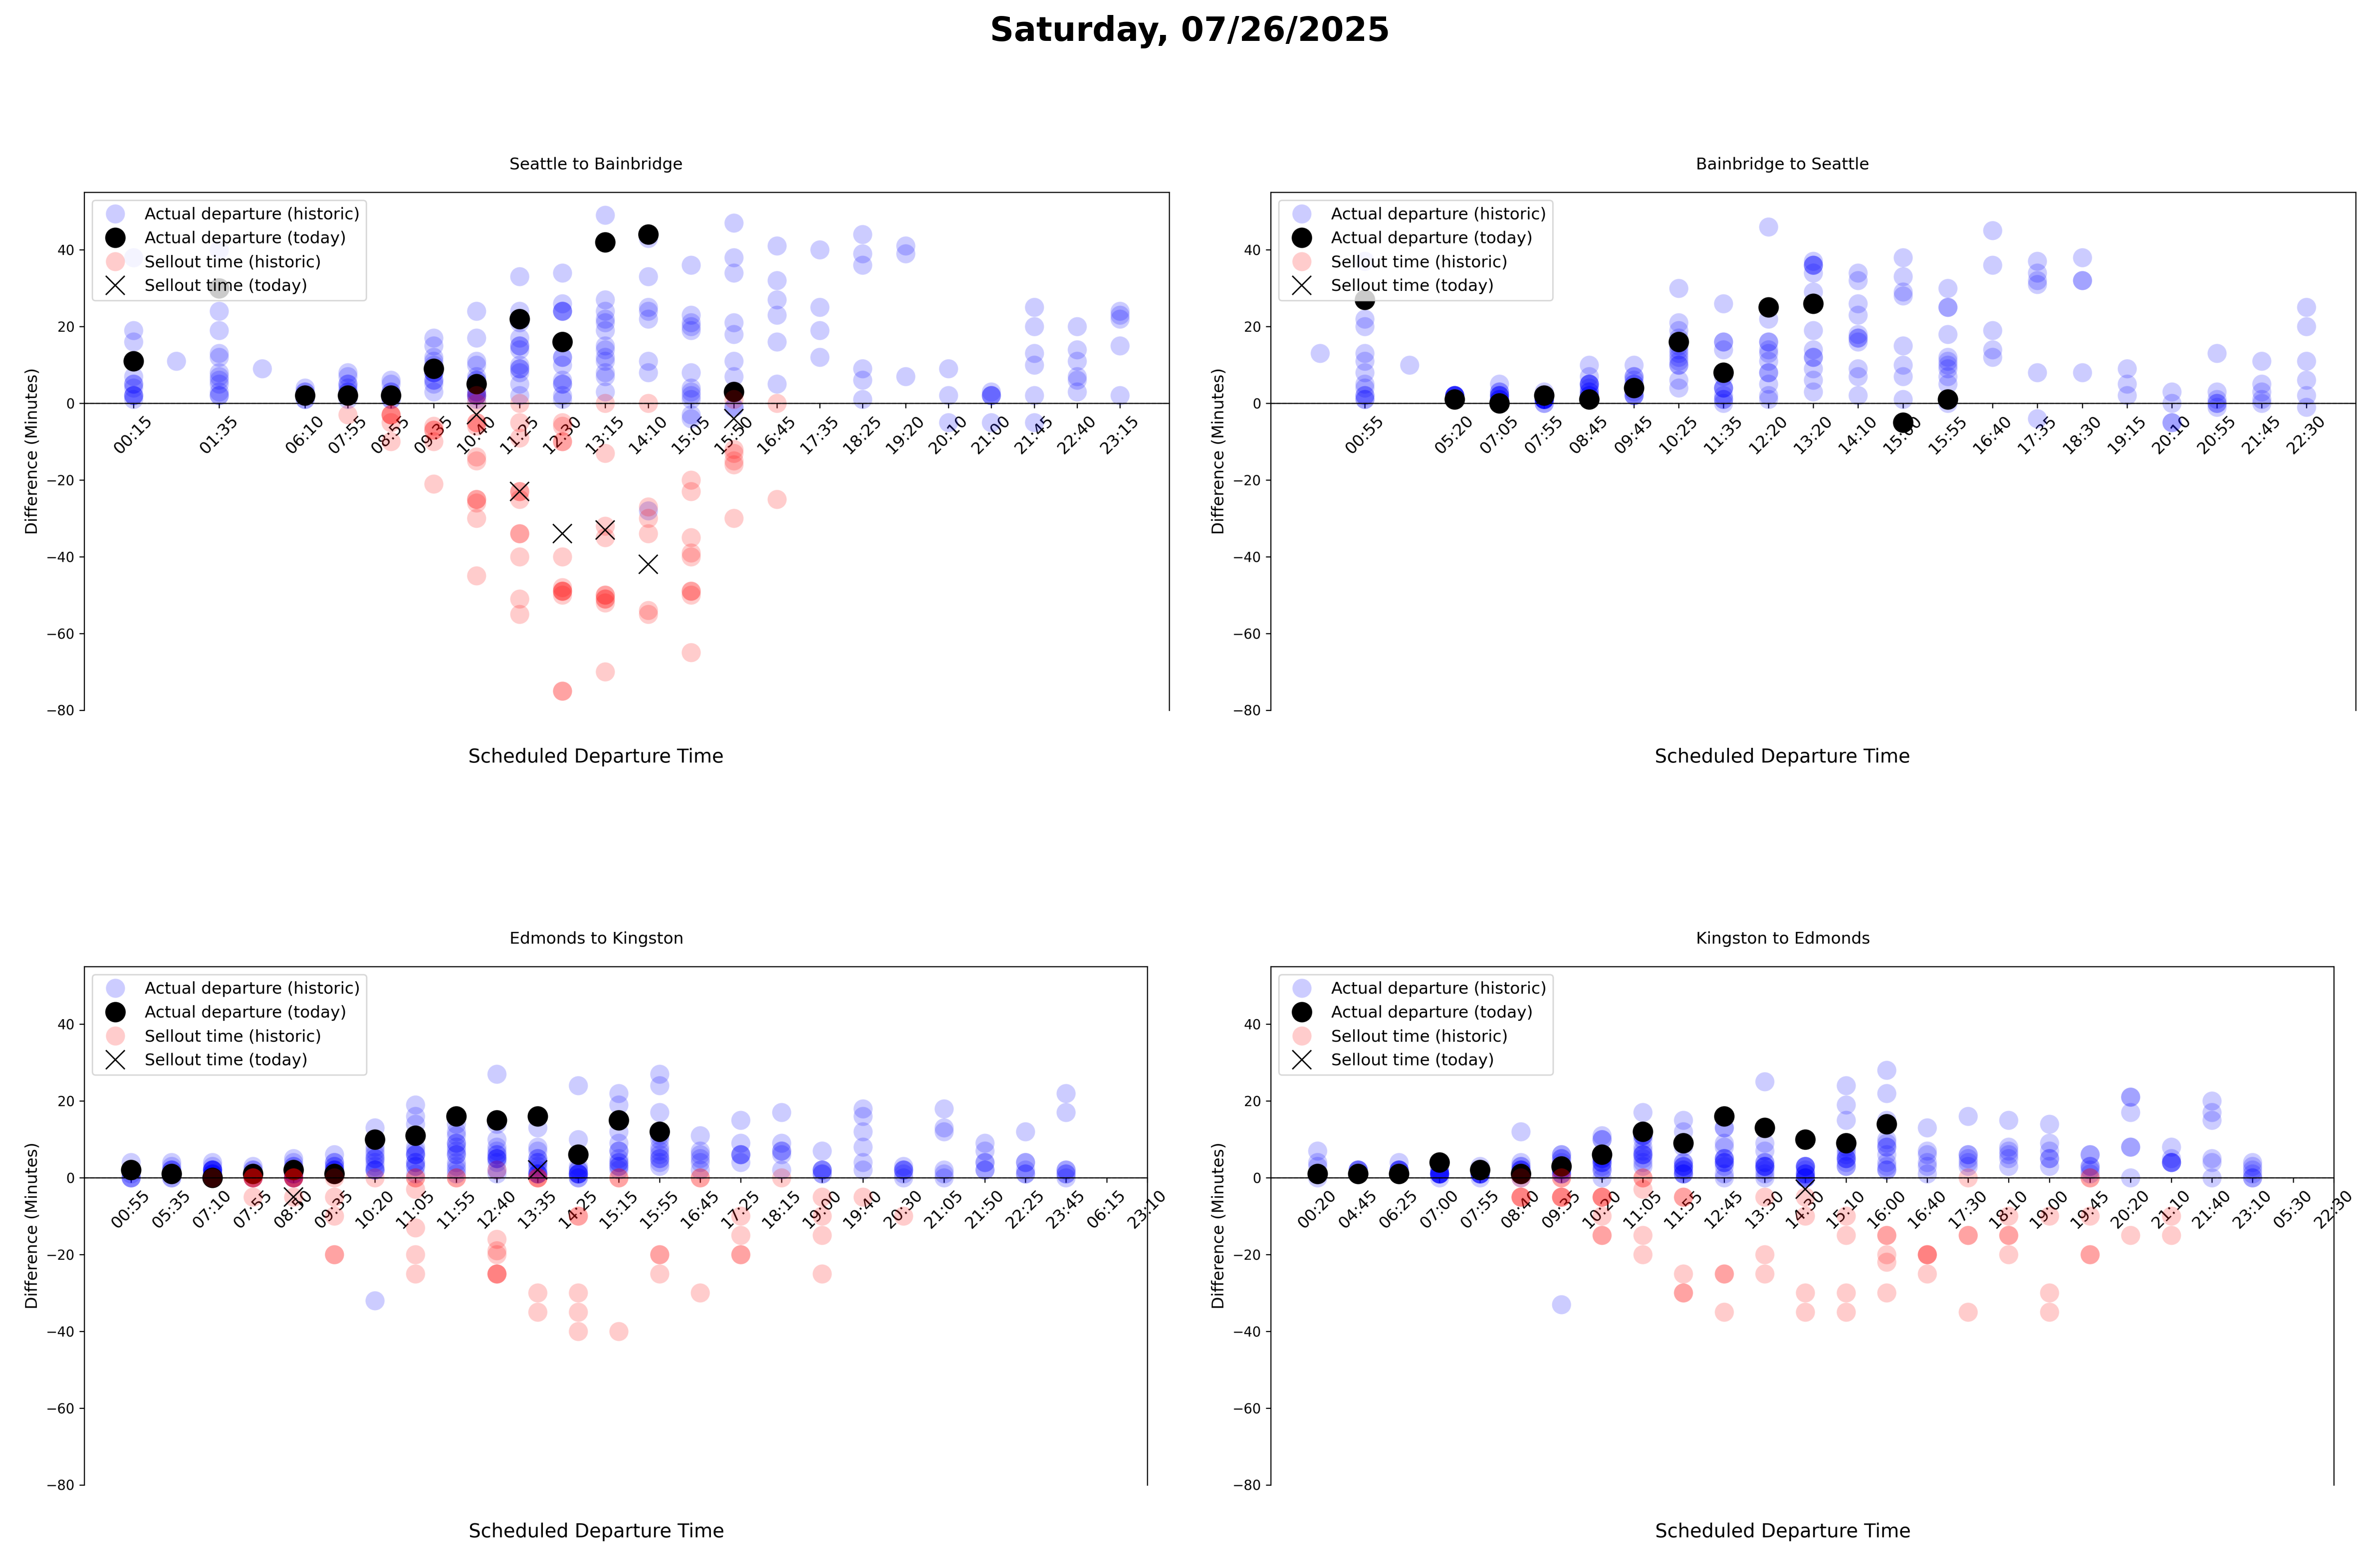 Saturday, 07/26/2025
Seattle to Bainbridge
Actual departure (historic)
Actual departure (today)
Sellout time (historic)
Sellout time (today)
Difference (Minutes)
40
20
0
−20
−40
−60
−80
00:15 01:35 06:10 07:55 08:55 09:35 10:40 11:25 12:30 13:15 14:10 15:05 15:50 16:45 17:35 18:25 19:20 20:10 21:00 21:45 22:40 23:15
Scheduled Departure Time
Bainbridge to Seattle
Actual departure (historic)
Actual departure (today)
Sellout time (historic)
Sellout time (today)
Difference (Minutes)
40
20
0
−20
−40
−60
−80
00:55 05:20 07:05 07:55 08:45 09:45 10:25 11:35 12:20 13:20 14:10 15:00 15:55 16:40 17:35 18:30 19:15 20:10 20:55 21:45 22:30
Scheduled Departure Time
Edmonds to Kingston
Actual departure (historic)
Actual departure (today)
Sellout time (historic)
Sellout time (today)
Difference (Minutes)
40
20
0
−20
−40
−60
−80
00:55 05:35 07:10 07:55 08:50 09:35 10:20 11:05 11:55 12:40 13:35 14:25 15:15 15:55 16:45 17:25 18:15 19:00 19:40 20:30 21:05 21:50 22:25 23:45 06:15 23:10
Scheduled Departure Time
Kingston to Edmonds
Actual departure (historic)
Actual departure (today)
Sellout time (historic)
Sellout time (today)
Difference (Minutes)
40
20
0
−20
−40
−60
−80
00:20 04:45 06:25 07:00 07:55 08:40 09:35 10:20 11:05 11:55 12:45 13:30 14:30 15:10 16:00 16:40 17:30 18:10 19:00 19:45 20:20 21:10 21:40 23:10 05:30 22:30
Scheduled Departure Time